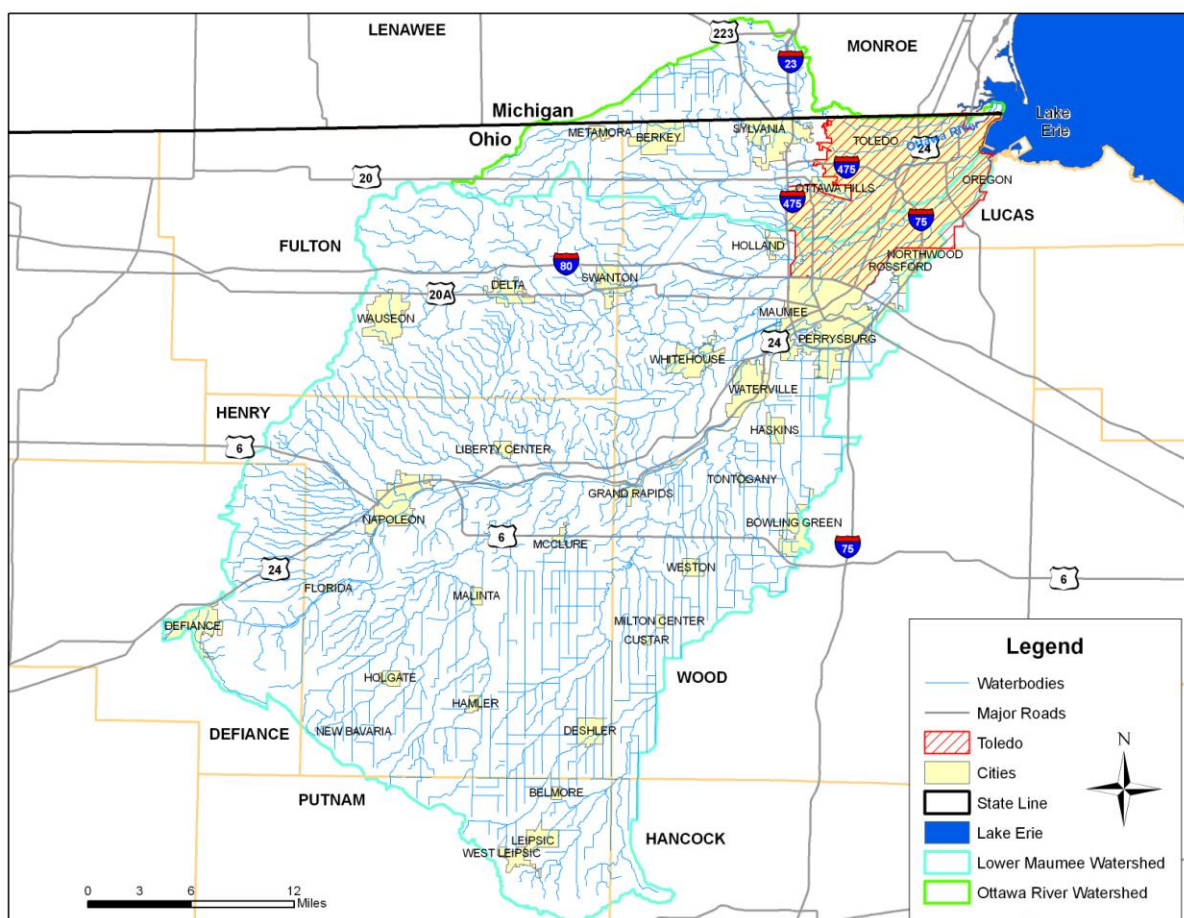 LENAWEE
223
MONROE
23
Michigan
Ohio
Lake
Erie
METAMORA
BERKEY
SYLVANIA
TOLEDO
Ottawa River
24
20
475
OTTAWA HILLS
OREGON
475
75
LUCAS
FULTON
HOLLAND
NORTHWOOD
ROSSFORD
80
20A
DELTA
SWANTON
WAUSEON
MAUMEE
24
PERRYSBURG
WHITEHOUSE
WATERVILLE
HENRY
HASKINS
6
LIBERTY CENTER
TONTOGANY
GRAND RAPIDS
NAPOLEON
BOWLING GREEN
6
MCCLURE
75
24
WESTON
6
FLORIDA
MALINTA
DEFIANCE
MILTON CENTER
CUSTAR
HOLGATE
WOOD
HAMLER
DEFIANCE
NEW BAVARIA
DESHLER
PUTNAM
BELMORE
HANCOCK
LEIPSIC
WEST LEIPSIC
0 3 6 12
Miles
Legend
Waterbodies
Major Roads
Toledo
Cities
State Line
Lake Erie
Lower Maumee Watershed
Ottawa River Watershed
N